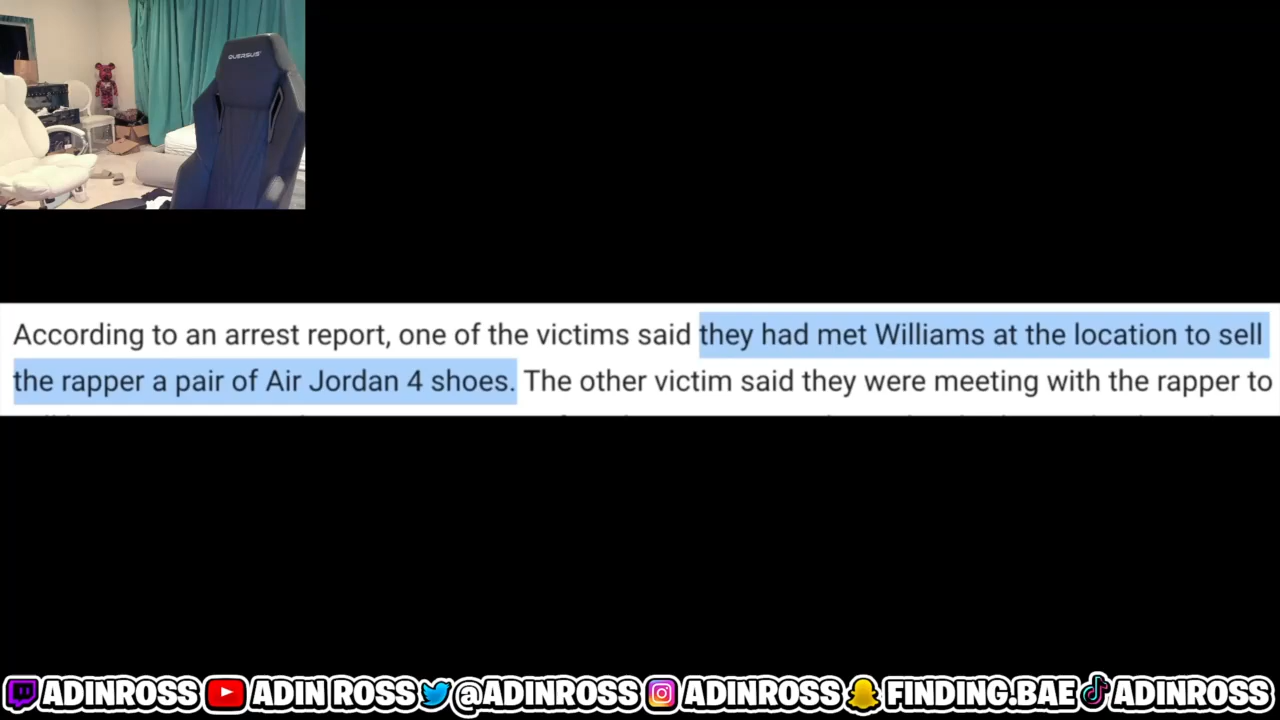 QUERSUS
According to an arrest report, one of the victims said they had met Williams at the location to sell
the rapper a pair of Air Jordan 4 shoes. The other victim said they were meeting with the rapper to
ADINROSS ADIN ROSS @ADINROSS ADINROSS FINDING.BAE ADINROSS